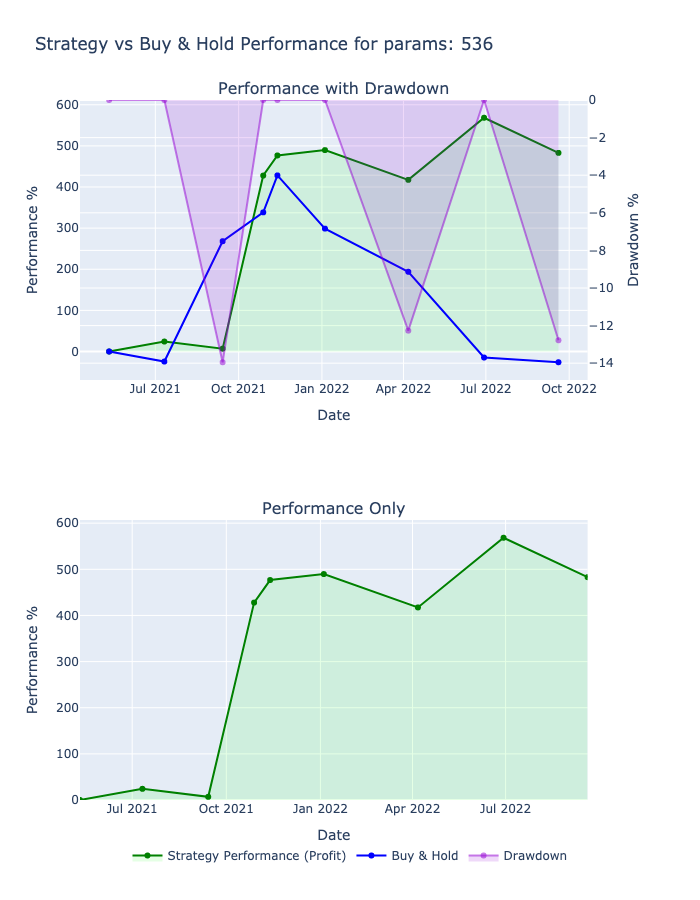 Strategy vs Buy & Hold Performance for params: 536
Performance with Drawdown
600
500
400
300
200
100
0
Performance %
0
−2
−4
−6
−8
−10
−12
−14
Drawdown %
Jul 2021 Oct 2021 Jan 2022 Apr 2022 Jul 2022 Oct 2022
Date
Performance Only
600
500
400
300
200
100
0
Performance %
Jul 2021 Oct 2021 Jan 2022 Apr 2022 Jul 2022
Date
Strategy Performance (Profit) Buy & Hold Drawdown